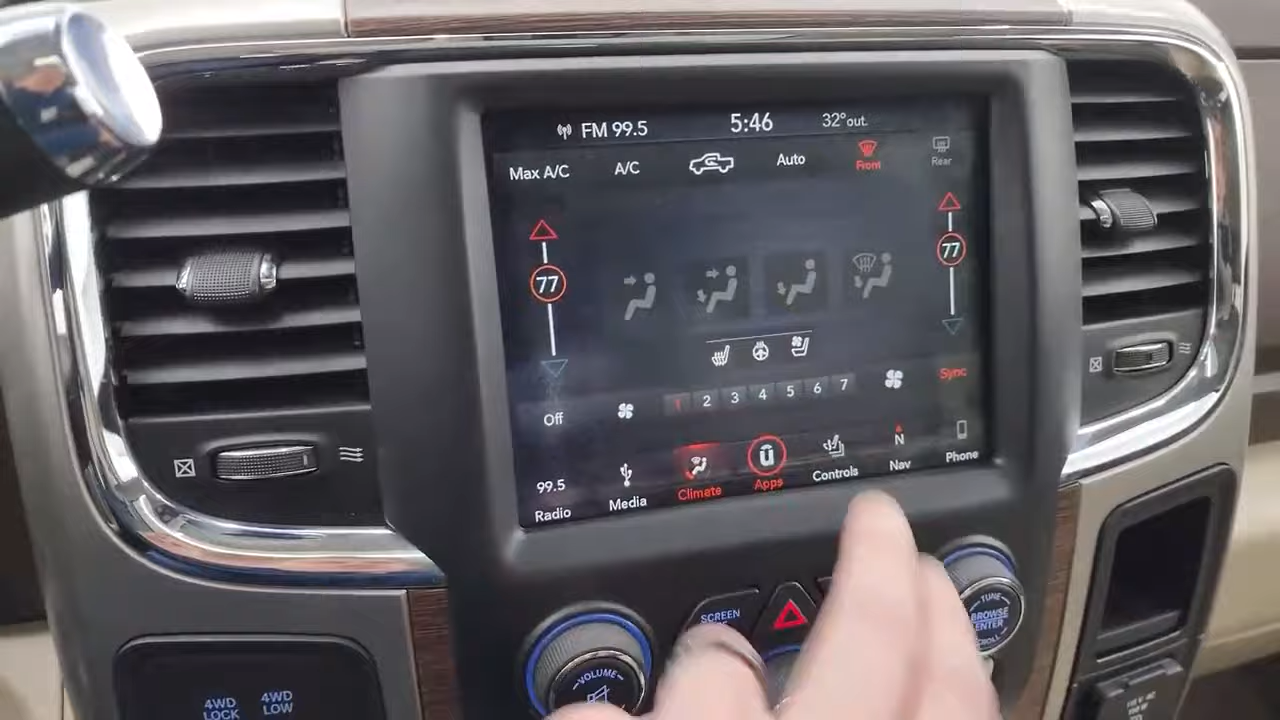 FM 99.5 5:46 32°out.
Max A/C A/C Auto Front Rear
77 77
Off 1 2 3 4 5 6 7 Sync
99.5 N
Radio Media Climate Apps Controls Nav Phone
SCREEN
VOLUME
TUNE
BROWSE
ENTER
SCROLL
4WD
LOCK
4WD
LOW